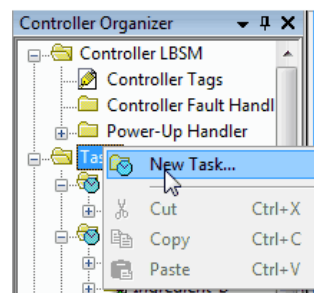 Controller Organizer
Controller LBSM
Controller Tags
Controller Fault Handl
Power-Up Handler
Tas
New Task...
Cut Ctrl+X
Copy Ctrl+C
Paste Ctrl+V